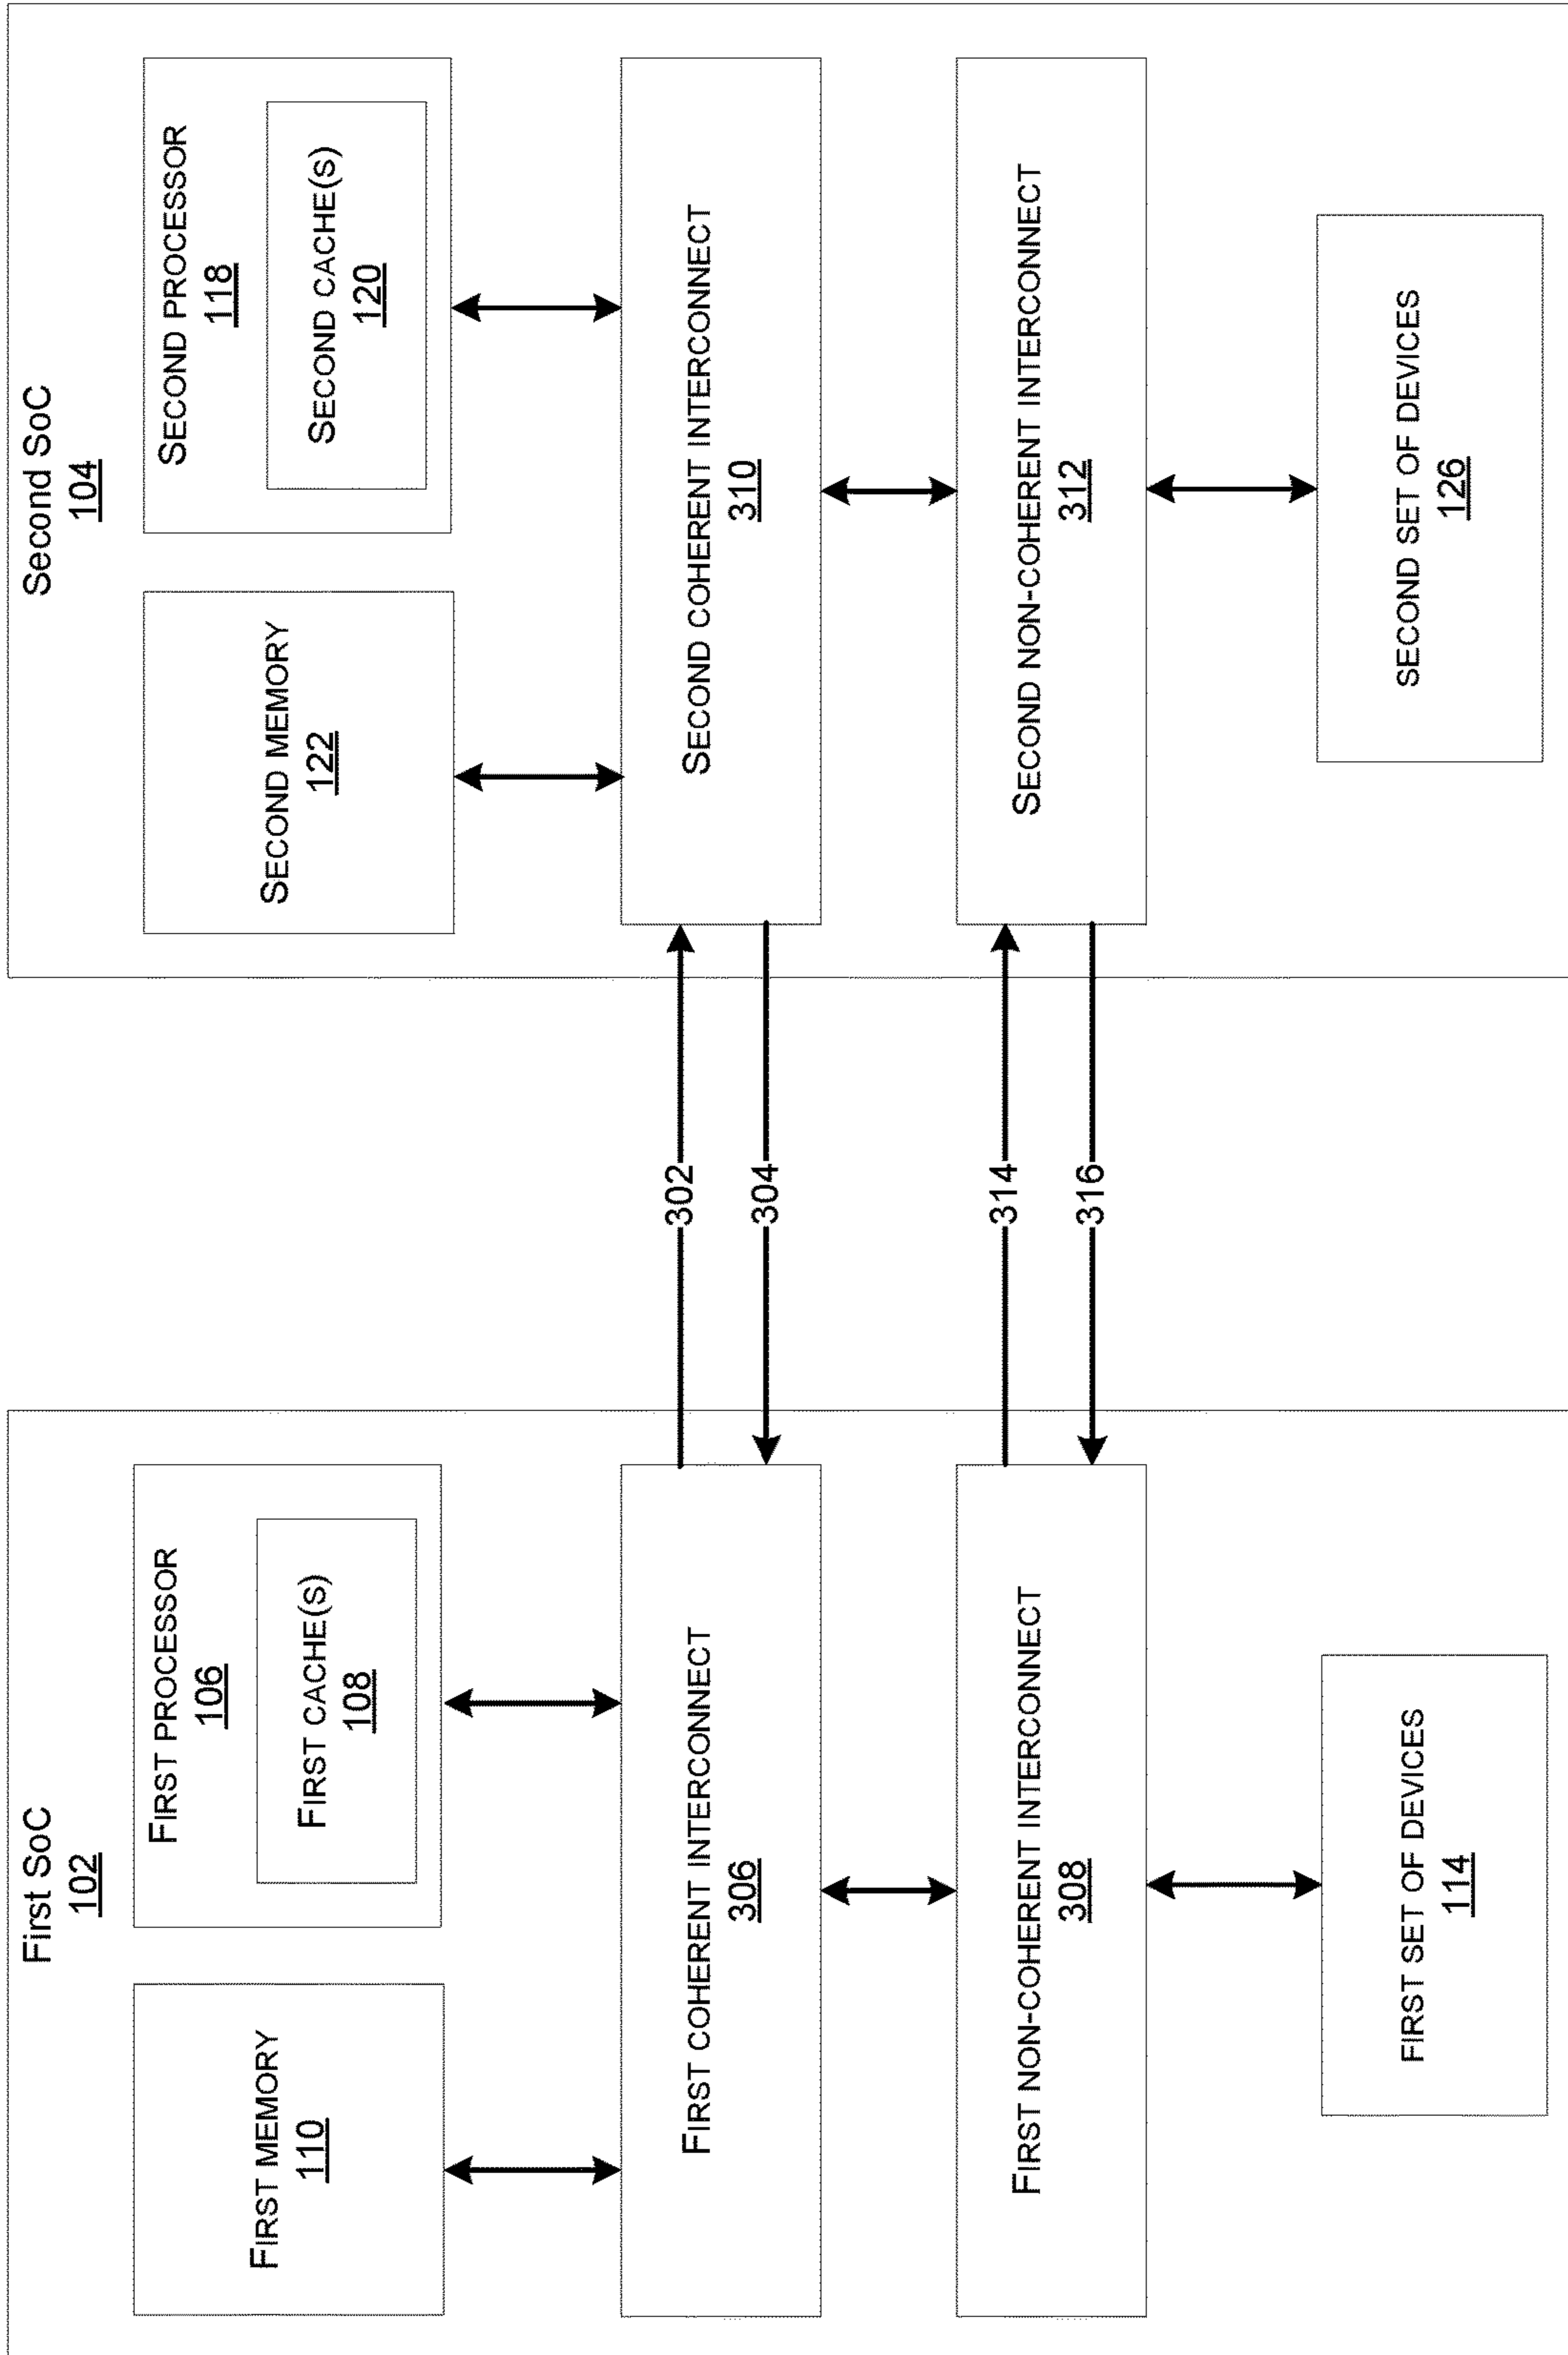 First SoC
102
FIRST MEMORY
110
FIRST PROCESSOR
106
FIRST CACHE(S)
108
FIRST COHERENT INTERCONNECT
306
FIRST NON-COHERENT INTERCONNECT
308
FIRST SET OF DEVICES
114
302
304
314
316
Second SoC
104
SECOND MEMORY
122
SECOND PROCESSOR
118
SECOND CACHE(S)
120
SECOND COHERENT INTERCONNECT
310
SECOND NON-COHERENT INTERCONNECT
312
SECOND SET OF DEVICES
126